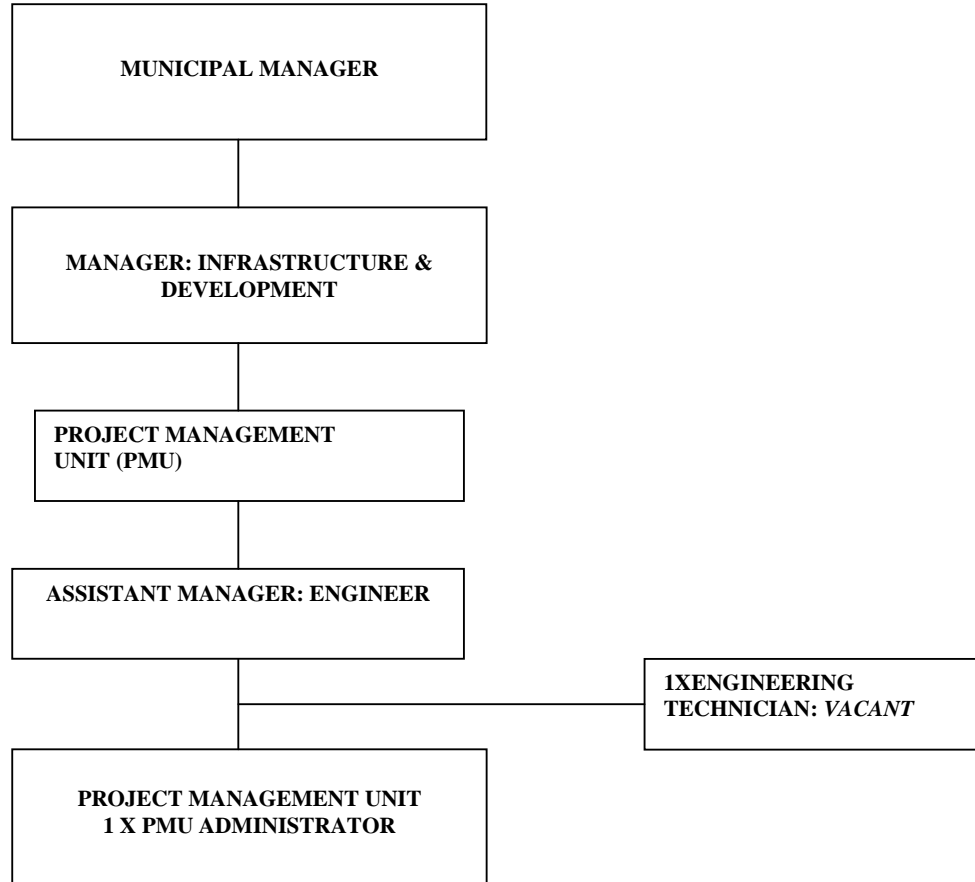 MUNICIPAL MANAGER
MANAGER: INFRASTRUCTURE &
DEVELOPMENT
PROJECT MANAGEMENT
UNIT (PMU)
ASSISTANT MANAGER: ENGINEER
1XENGINEERING
TECHNICIAN: VACANT
PROJECT MANAGEMENT UNIT
1 X PMU ADMINISTRATOR